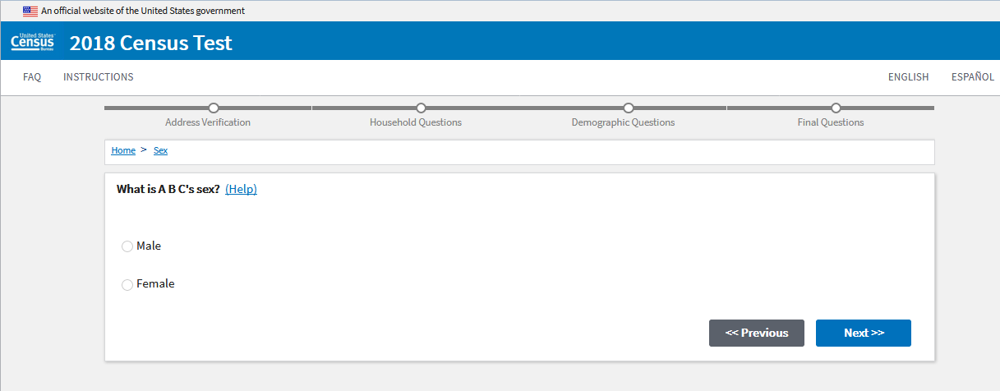 An official website of the United States government
United States®
Census
Bureau
2018 Census Test
FAQ INSTRUCTIONS ENGLISH ESPAÑOL
Address Verification Household Questions Demographic Questions Final Questions
Home > Sex
What is A B C's sex? (Help)
Male
Female
<< Previous Next >>